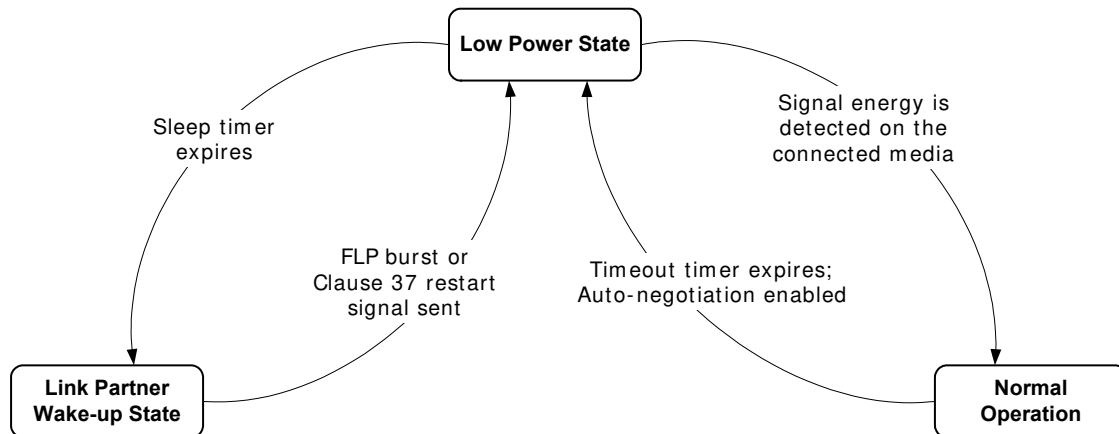 Low Power State
Sleep timer
expires
Signal energy is
detected on the
connected media
FLP burst or
Clause 37 restart
signal sent
Timeout timer expires;
Auto-negotiation enabled
Link Partner
Wake-up State
Normal
Operation